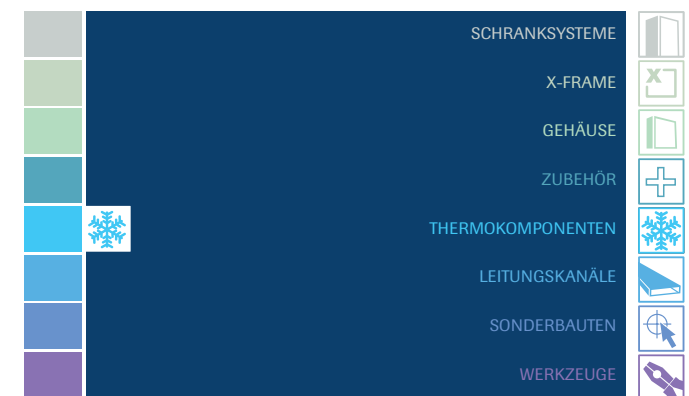 SCHRANKSYSTEME
X-FRAME
GEHÄUSE
ZUBEHÖR
THERMOKOMPONENTEN
LEITUNGSKANÄLE
SONDERBAUTEN
WERKZEUGE